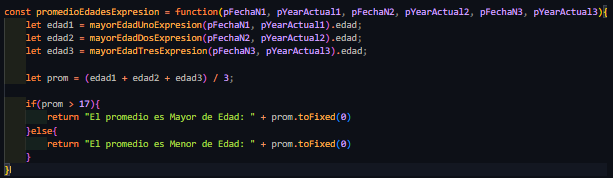 const promedioEdadesExpresion = function(pFechaN1, pYearActual1, pFechaN2, pYearActual2, pFechaN3, pYearActual3){
let edad1 = mayorEdadUnoExpresion(pFechaN1, pYearActual1).edad;
let edad2 = mayorEdadDosExpresion(pFechaN2, pYearActual2).edad;
let edad3 = mayorEdadTresExpresion(pFechaN3, pYearActual3).edad;
let prom = (edad1 + edad2 + edad3) / 3;
if(prom > 17){
return "El promedio es Mayor de Edad: " + prom.toFixed(0)
}else{
return "El promedio es Menor de Edad: " + prom.toFixed(0)
}
}